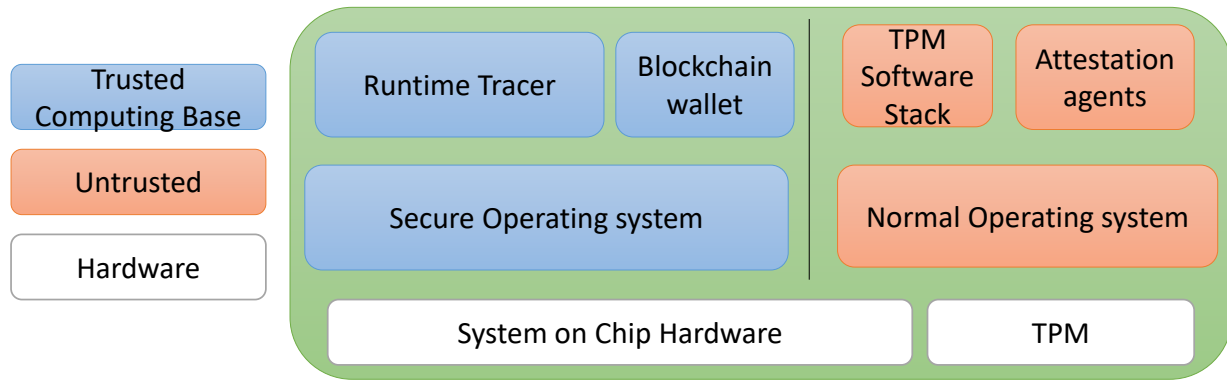 Trusted
Computing Base
Untrusted
Hardware
Runtime Tracer
Blockchain
wallet
TPM
Software
Stack
Attestation
agents
Secure Operating system
Normal Operating system
System on Chip Hardware
TPM